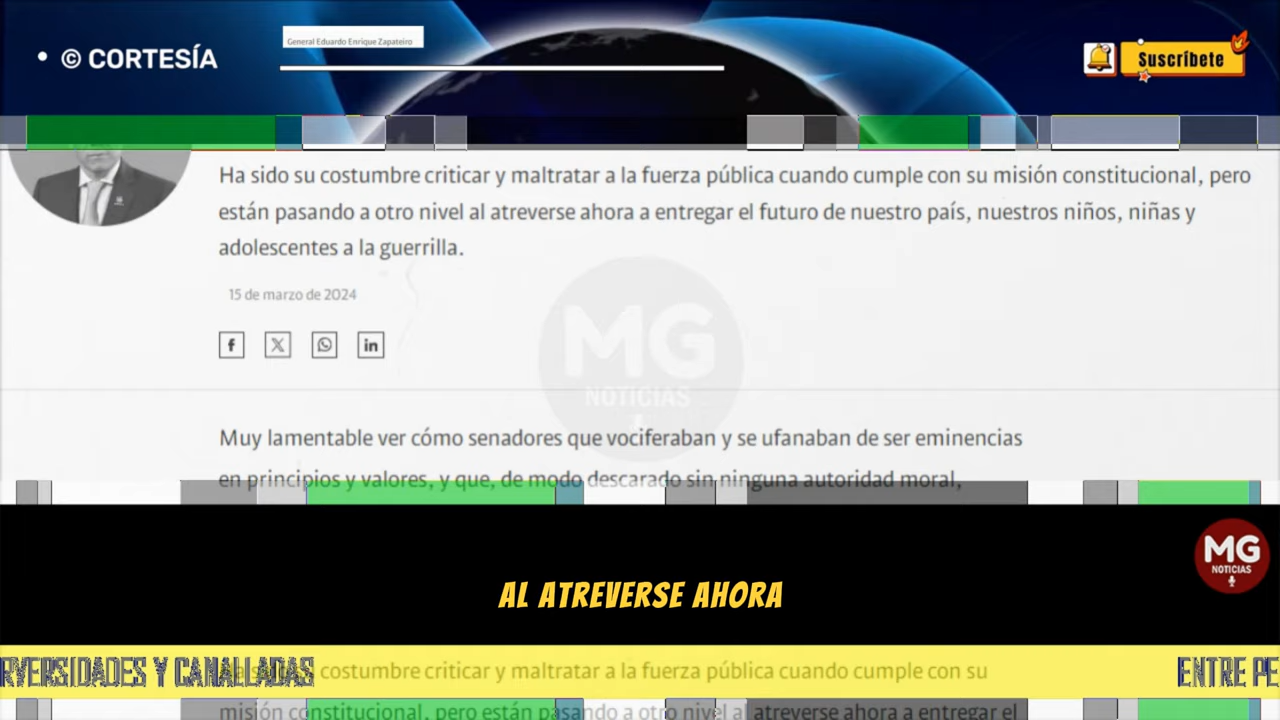 © CORTESÍA
General Eduardo Enrique Zapateiro
Suscríbete
Ha sido su costumbre criticar y maltratar a la fuerza pública cuando cumple con su misión constitucional, pero
están pasando a otro nivel al atreverse ahora a entregar el futuro de nuestro país, nuestros niños, niñas y
adolescentes a la guerrilla.
15 de marzo de 2024
MG
NOTICIAS
Muy lamentable ver cómo senadores que vociferaban y se ufanaban de ser eminencias
en principios y valores, y que, de modo descarado sin ninguna autoridad moral,
MG
NOTICIAS
AL ATREVERSE AHORA
RVERSIDADES Y CANALLADAS
ENTRE PE
costumbre criticar y maltratar a la fuerza pública cuando cumple con su
misión constitucional, pero están pasando a otro nivel al atreverse ahora a entregar el